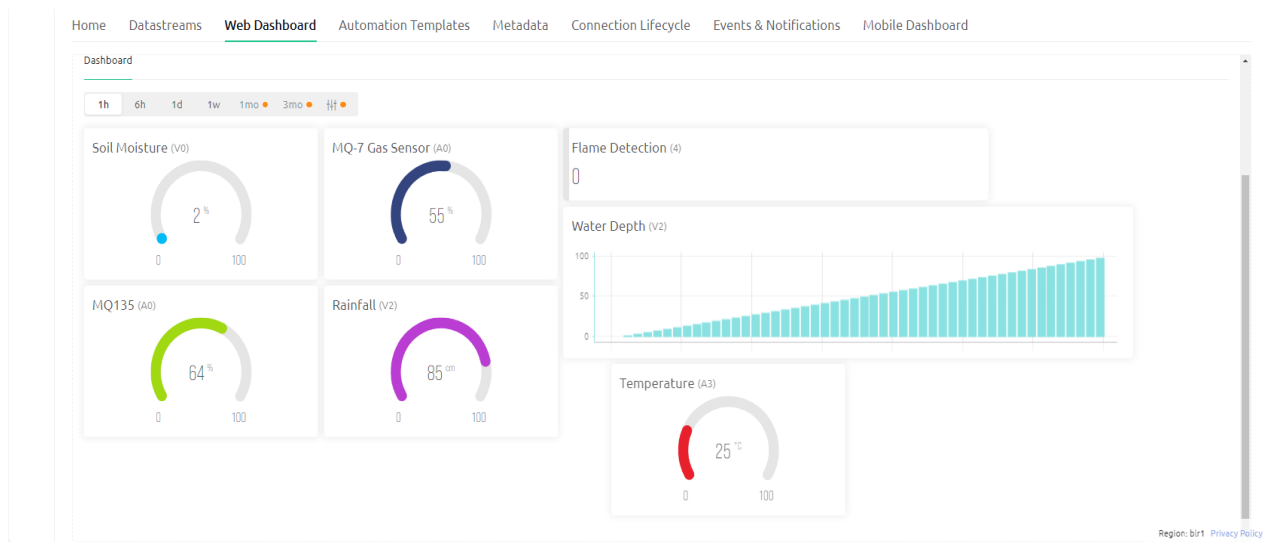 Home Datastreams Web Dashboard Automation Templates Metadata Connection Lifecycle Events & Notifications Mobile Dashboard
Dashboard
1h 6h 1d 1w 1mo 3mo
Soil Moisture (V0)
2 %
0 100
MQ-7 Gas Sensor (A0)
55 %
0 100
Flame Detection (4)
0
Water Depth (V2)
100
50
0
MQ135 (A0)
64 %
0 100
Rainfall (V2)
85 cm
0 100
Temperature (A3)
25 °C
0 100
Region: blr1 Privacy Policy